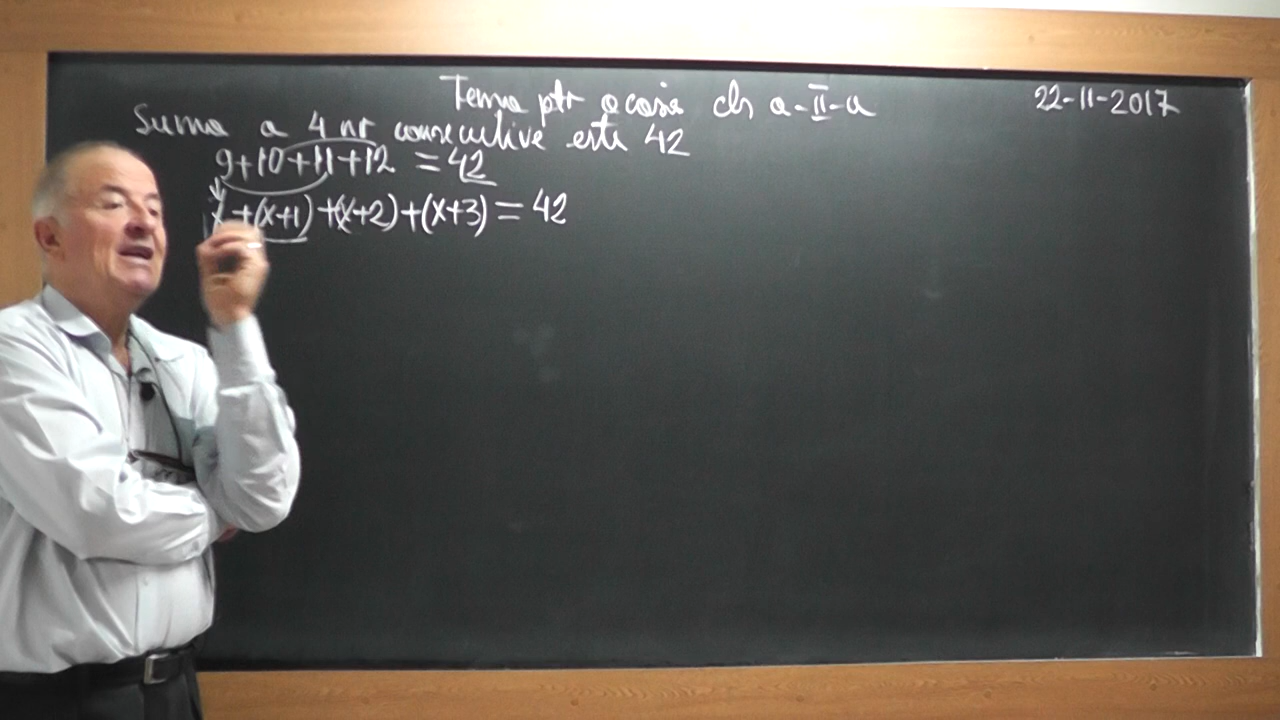 Tema ptr acasa cls a-II-a 22-11-2017
Suma a 4 nr consecutive este 42
9+10+11+12 = 42
x+(x+1)+(x+2)+(x+3) = 42